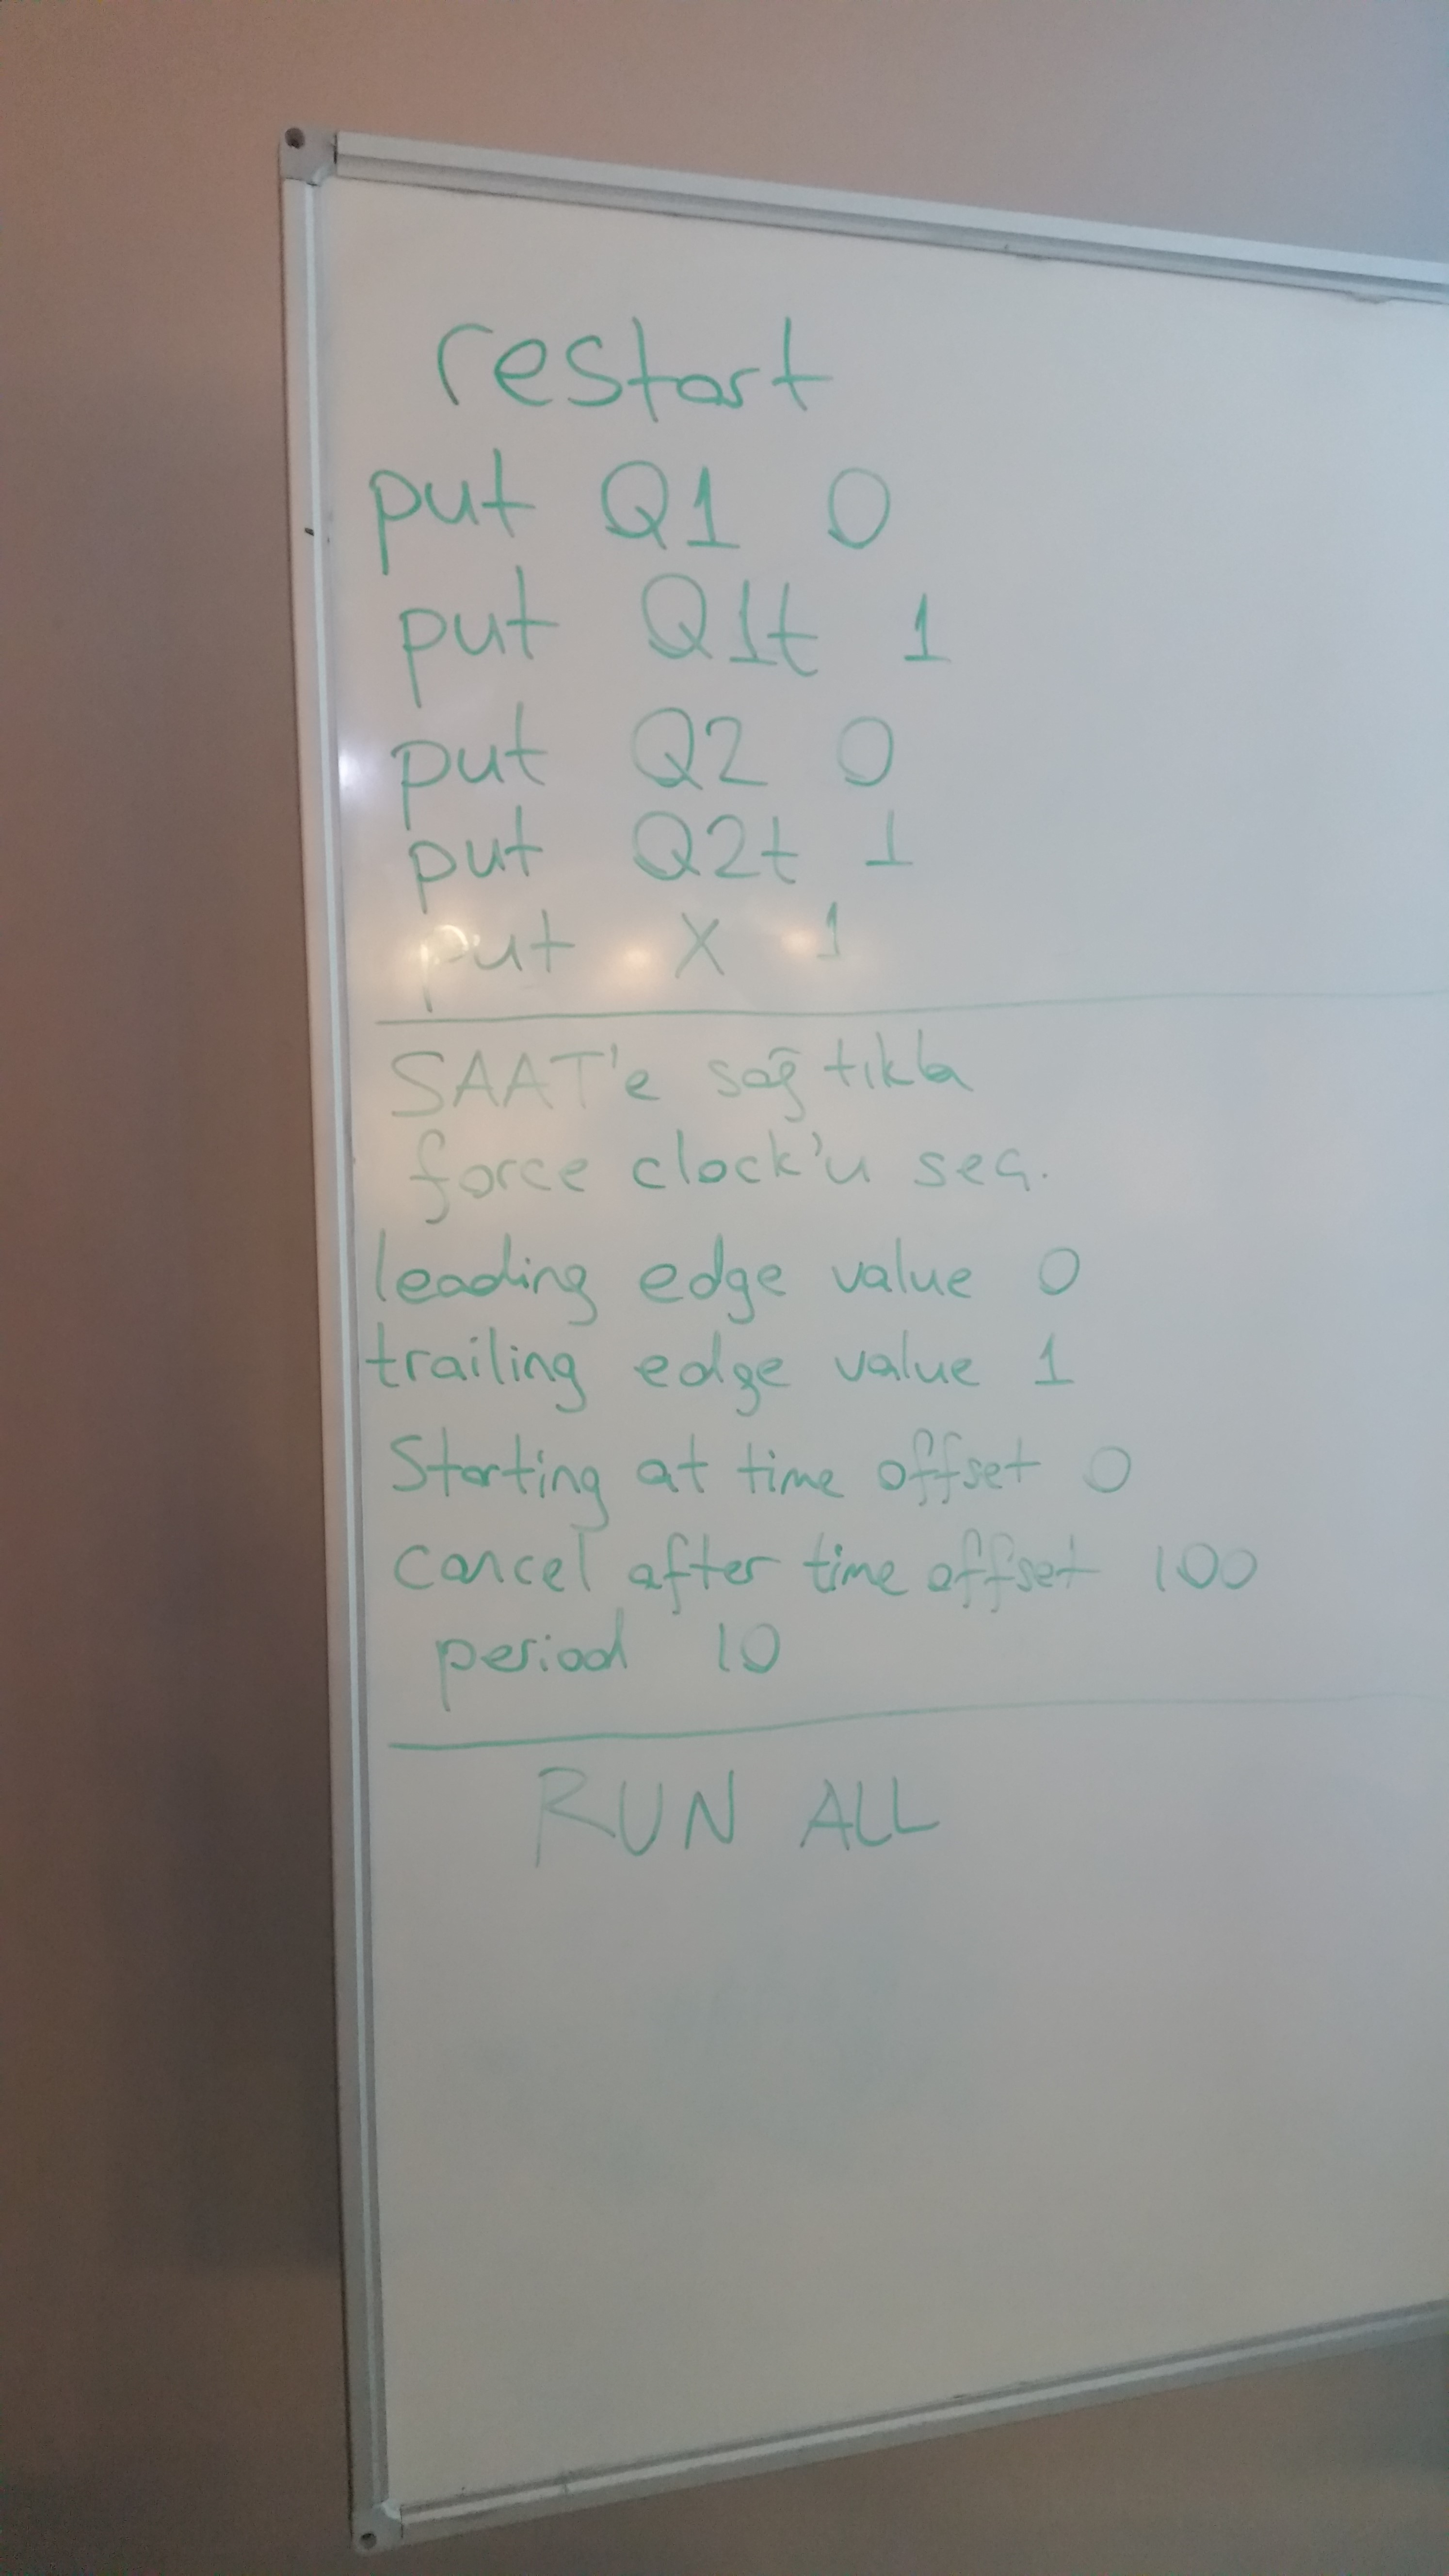 restart
put Q1 0
put Q1t 1
put Q2 0
put Q2t 1
put X 1
SAAT'e sağ tıkla
force clock'u seç.
leading edge value 0
trailing edge value 1
Starting at time offset 0
cancel after time offset 100
period 10
RUN ALL